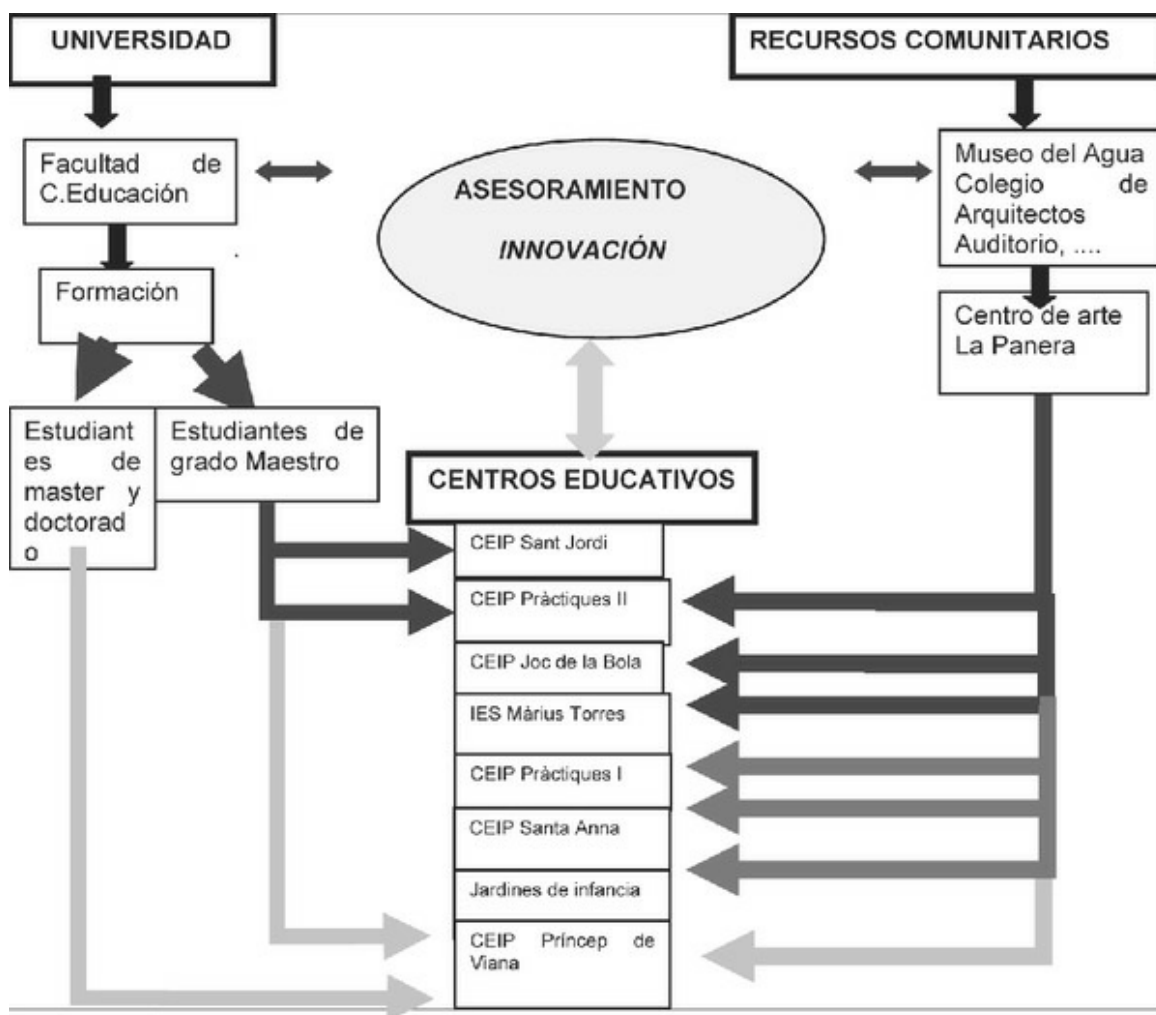 UNIVERSIDAD
RECURSOS COMUNITARIOS
Facultad de
C.Educación
Museo del Agua
Colegio de
Arquitectos
Auditorio, ....
ASESORAMIENTO
INNOVACIÓN
Formación
Centro de arte
La Panera
Estudiant
es de
master y
doctorad
o
Estudiantes de
grado Maestro
CENTROS EDUCATIVOS
CEIP Sant Jordi
CEIP Pràctiques II
CEIP Joc de la Bola
IES Màrius Torres
CEIP Pràctiques I
CEIP Santa Anna
Jardines de infancia
CEIP Príncep de
Viana